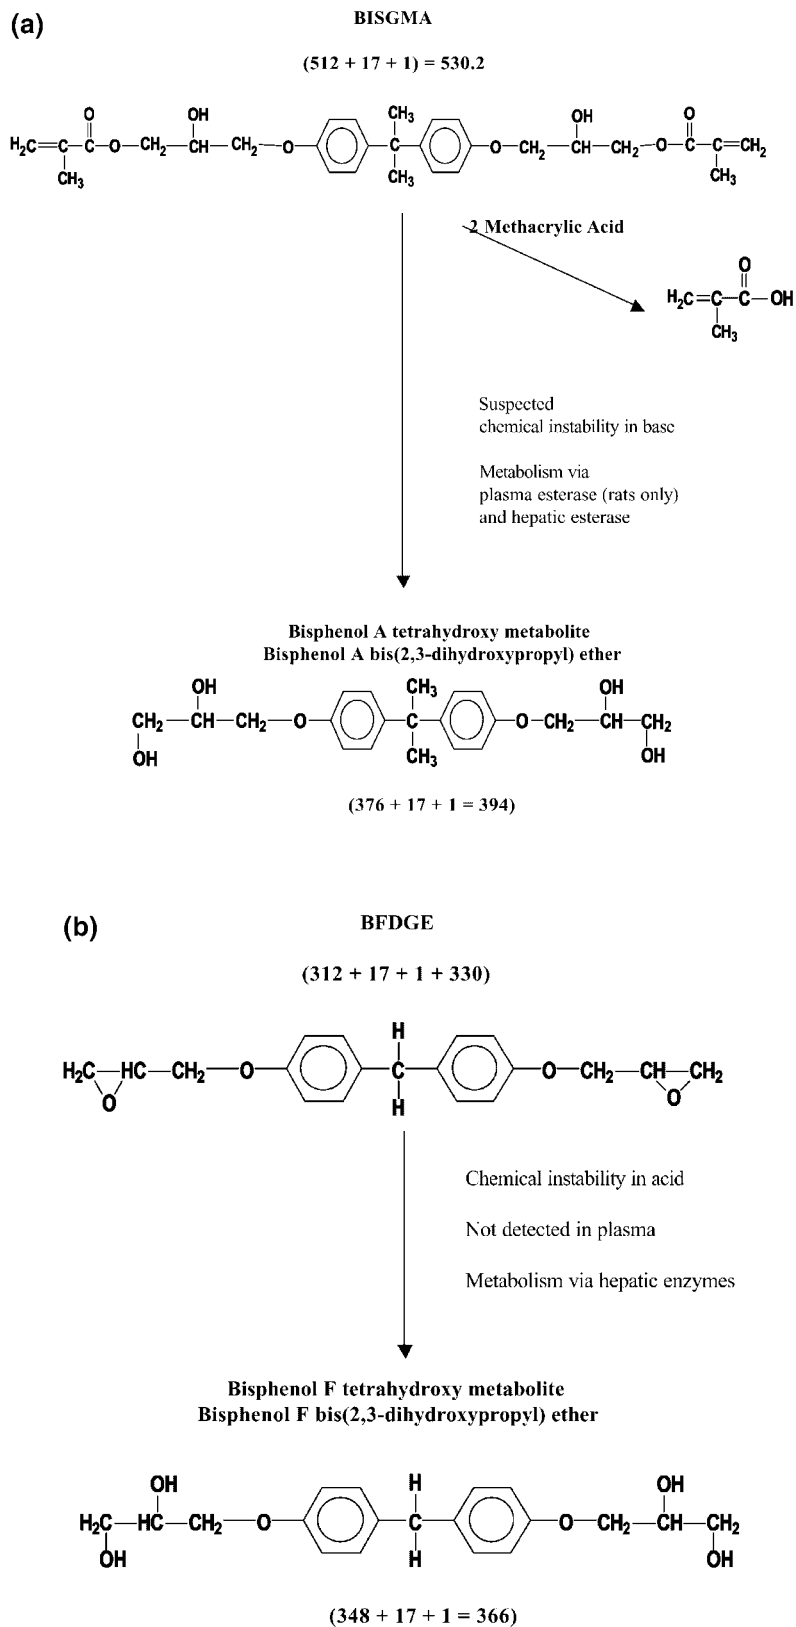 (a)
BISGMA
(512 + 17 + 1) = 530.2
O OH CH₃ OH O
H₂C C O CH₂ CH CH₂ O C O CH₂ CH CH₂ O C C CH₂
CH₃ CH₃ CH₃
2 Methacrylic Acid
O
H₂C C C OH
CH₃
Suspected
chemical instability in base
Metabolism via
plasma esterase (rats only)
and hepatic esterase
Bisphenol A tetrahydroxy metabolite
Bisphenol A bis(2,3-dihydroxypropyl) ether
OH CH₃ OH
CH₂ CH CH₂ O C O CH₂ CH CH₂
OH CH₃ OH
(376 + 17 + 1 = 394)
(b)
BFDGE
(312 + 17 + 1 + 330)
H
H₂C HC CH₂ O C O CH₂ CH CH₂
O H O
Chemical instability in acid
Not detected in plasma
Metabolism via hepatic enzymes
Bisphenol F tetrahydroxy metabolite
Bisphenol F bis(2,3-dihydroxypropyl) ether
OH H OH
H₂C HC CH₂ O C O CH₂ CH CH₂
OH H OH
(348 + 17 + 1 = 366)